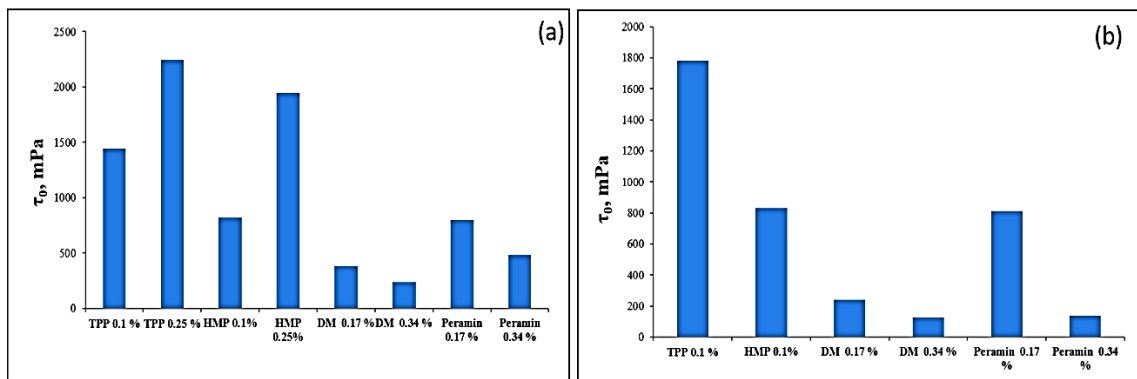 (a)
τ₀, mPa
2500
2000
1500
1000
500
0
TPP 0.1 %
TPP 0.25 %
HMP 0.1%
HMP
0.25%
DM 0.17 %
DM 0.34 %
Peramin
0.17 %
Peramin
0.34 %
(b)
τ₀, mPa
2000
1800
1600
1400
1200
1000
800
600
400
200
0
TPP 0.1 %
HMP 0.1%
DM 0.17 %
DM 0.34 %
Peramin 0.17
%
Peramin 0.34
%